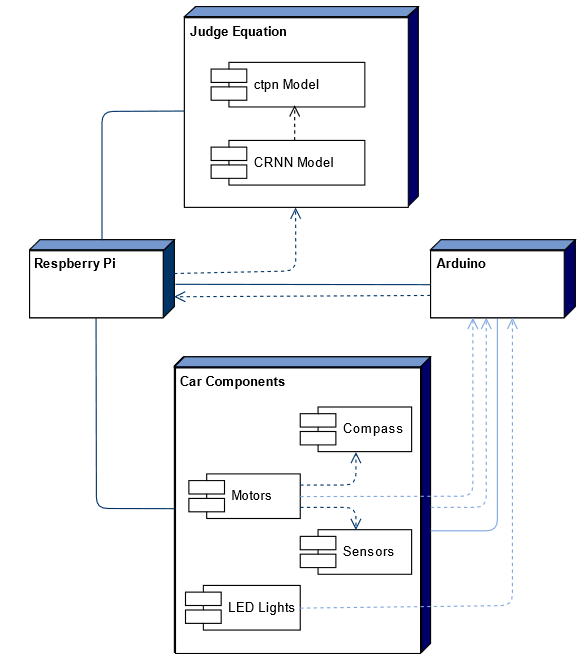 Judge Equation
ctpn Model
CRNN Model
Respberry Pi
Arduino
Car Components
Compass
Motors
Sensors
LED Lights